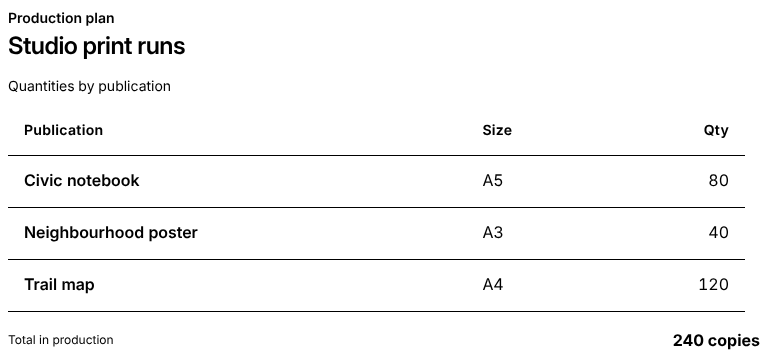 Production plan
Studio print runs
Quantities by publication
Publication Size Qty
Civic notebook A5 80
Neighbourhood poster A3 40
Trail map A4 120
Total in production 240 copies